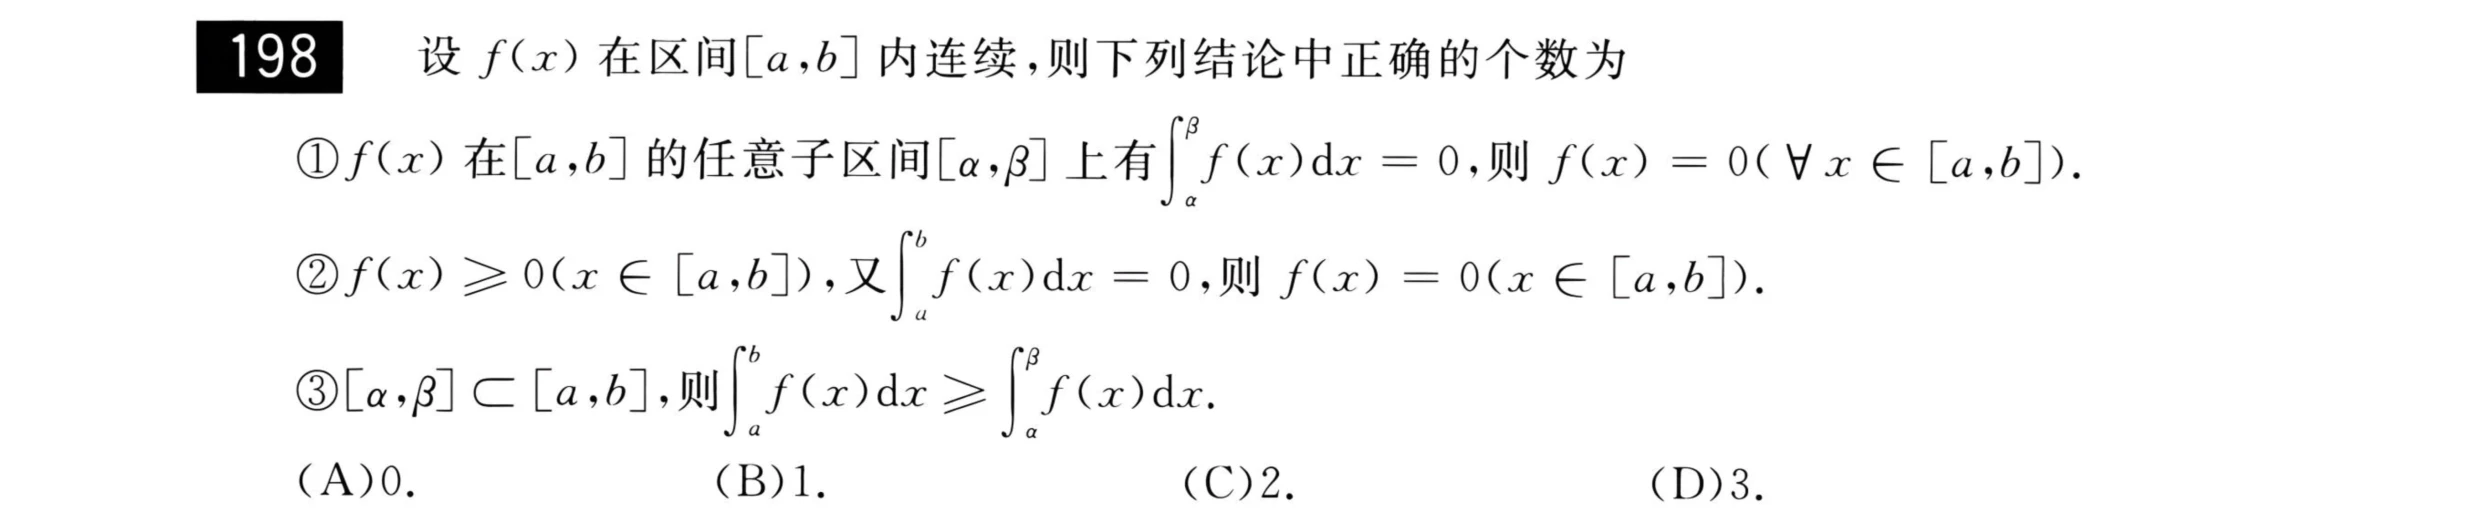 198 设 f(x) 在区间[a,b] 内连续,则下列结论中正确的个数为
①f(x) 在[a,b] 的任意子区间[α,β] 上有∫_α^β f(x)dx = 0,则 f(x) = 0(∀x ∈ [a,b]).
②f(x) ⩾ 0(x ∈ [a,b]),又∫_a^b f(x)dx = 0,则 f(x) = 0(x ∈ [a,b]).
③[α,β] ⊂ [a,b],则∫_a^b f(x)dx ⩾ ∫_α^β f(x)dx.
(A)0. (B)1. (C)2. (D)3.